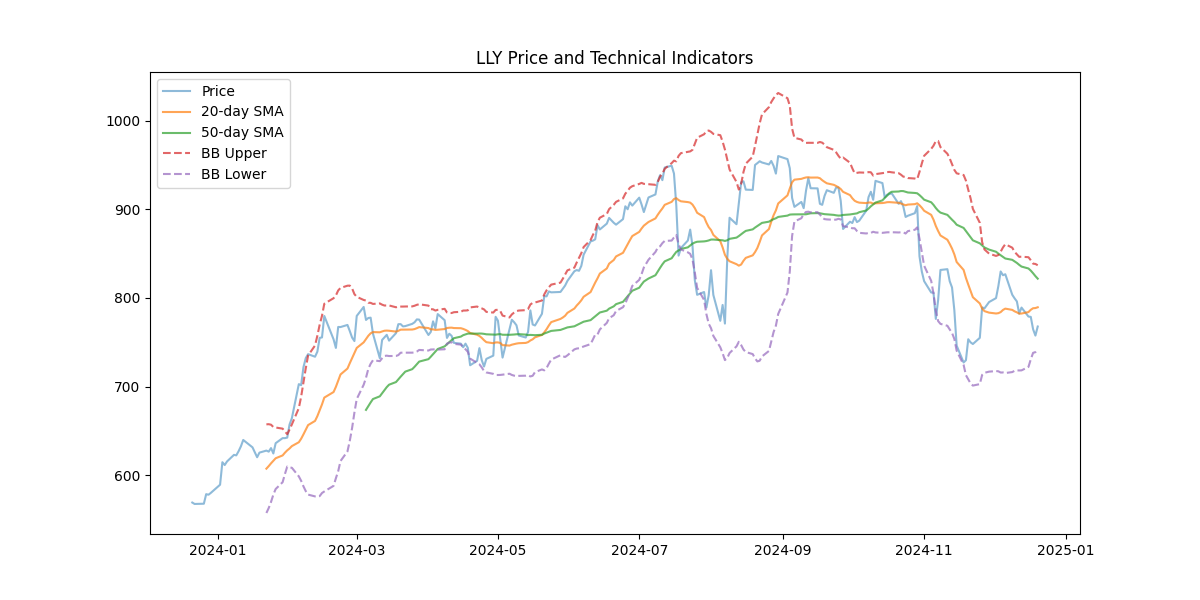 LLY Price and Technical Indicators
Price
20-day SMA
50-day SMA
BB Upper
BB Lower
1000
900
800
700
600
2024-01
2024-03
2024-05
2024-07
2024-09
2024-11
2025-01